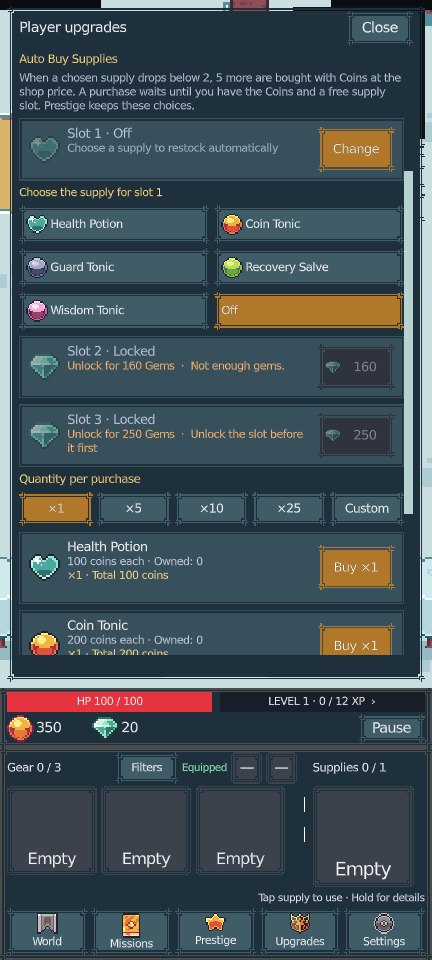 Player upgrades
Close
Auto Buy Supplies
When a chosen supply drops below 2, 5 more are bought with Coins at the
shop price. A purchase waits until you have the Coins and a free supply
slot. Prestige keeps these choices.
Slot 1 · Off
Choose a supply to restock automatically
Change
Choose the supply for slot 1
Health Potion
Coin Tonic
Guard Tonic
Recovery Salve
Wisdom Tonic
Off
Slot 2 · Locked
Unlock for 160 Gems · Not enough gems.
160
Slot 3 · Locked
Unlock for 250 Gems · Unlock the slot before
it first
250
Quantity per purchase
×1
×5
×10
×25
Custom
Health Potion
100 coins each · Owned: 0
×1 · Total 100 coins
Buy ×1
Coin Tonic
200 coins each · Owned: 0
×1 · Total 200 coins
Buy ×1
HP 100 / 100
LEVEL 1 · 0 / 12 XP ›
350
20
Pause
Gear 0 / 3
Filters
Equipped
—
—
Supplies 0 / 1
Empty
Empty
Empty
Empty
Tap supply to use · Hold for details
World
Missions
Prestige
Upgrades
Settings